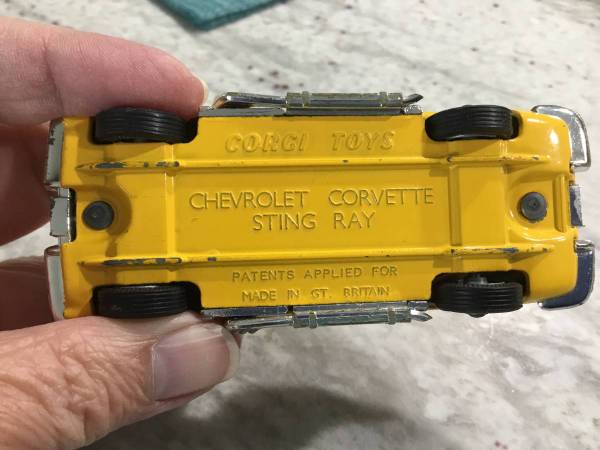 CORGI TOYS
CHEVROLET CORVETTE
STING RAY
PATENTS APPLIED FOR
MADE IN GT. BRITAIN